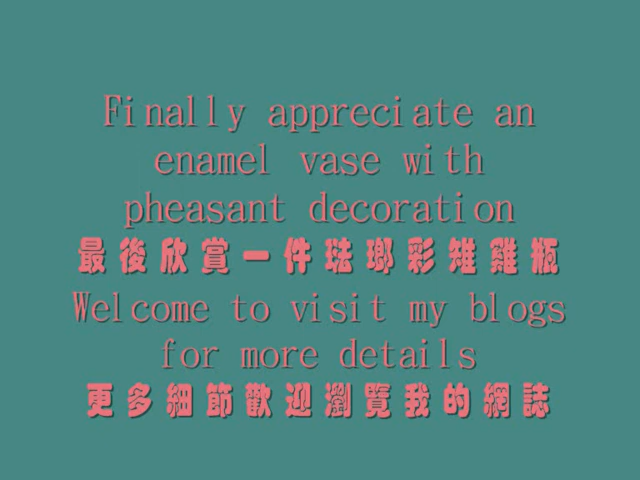 Finally appreciate an
enamel vase with
pheasant decoration
最後欣賞一件琺瑯彩雉雞瓶
Welcome to visit my blogs
for more details
更多細節歡迎瀏覽我的網誌